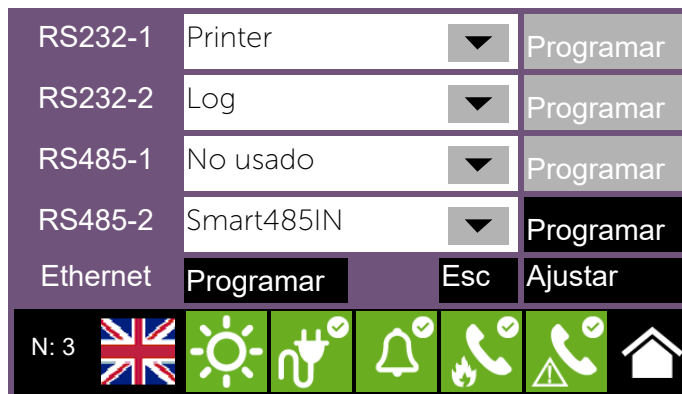 RS232-1 Printer Programar
RS232-2 Log Programar
RS485-1 No usado Programar
RS485-2 Smart485IN Programar
Ethernet Programar Esc Ajustar
N: 3